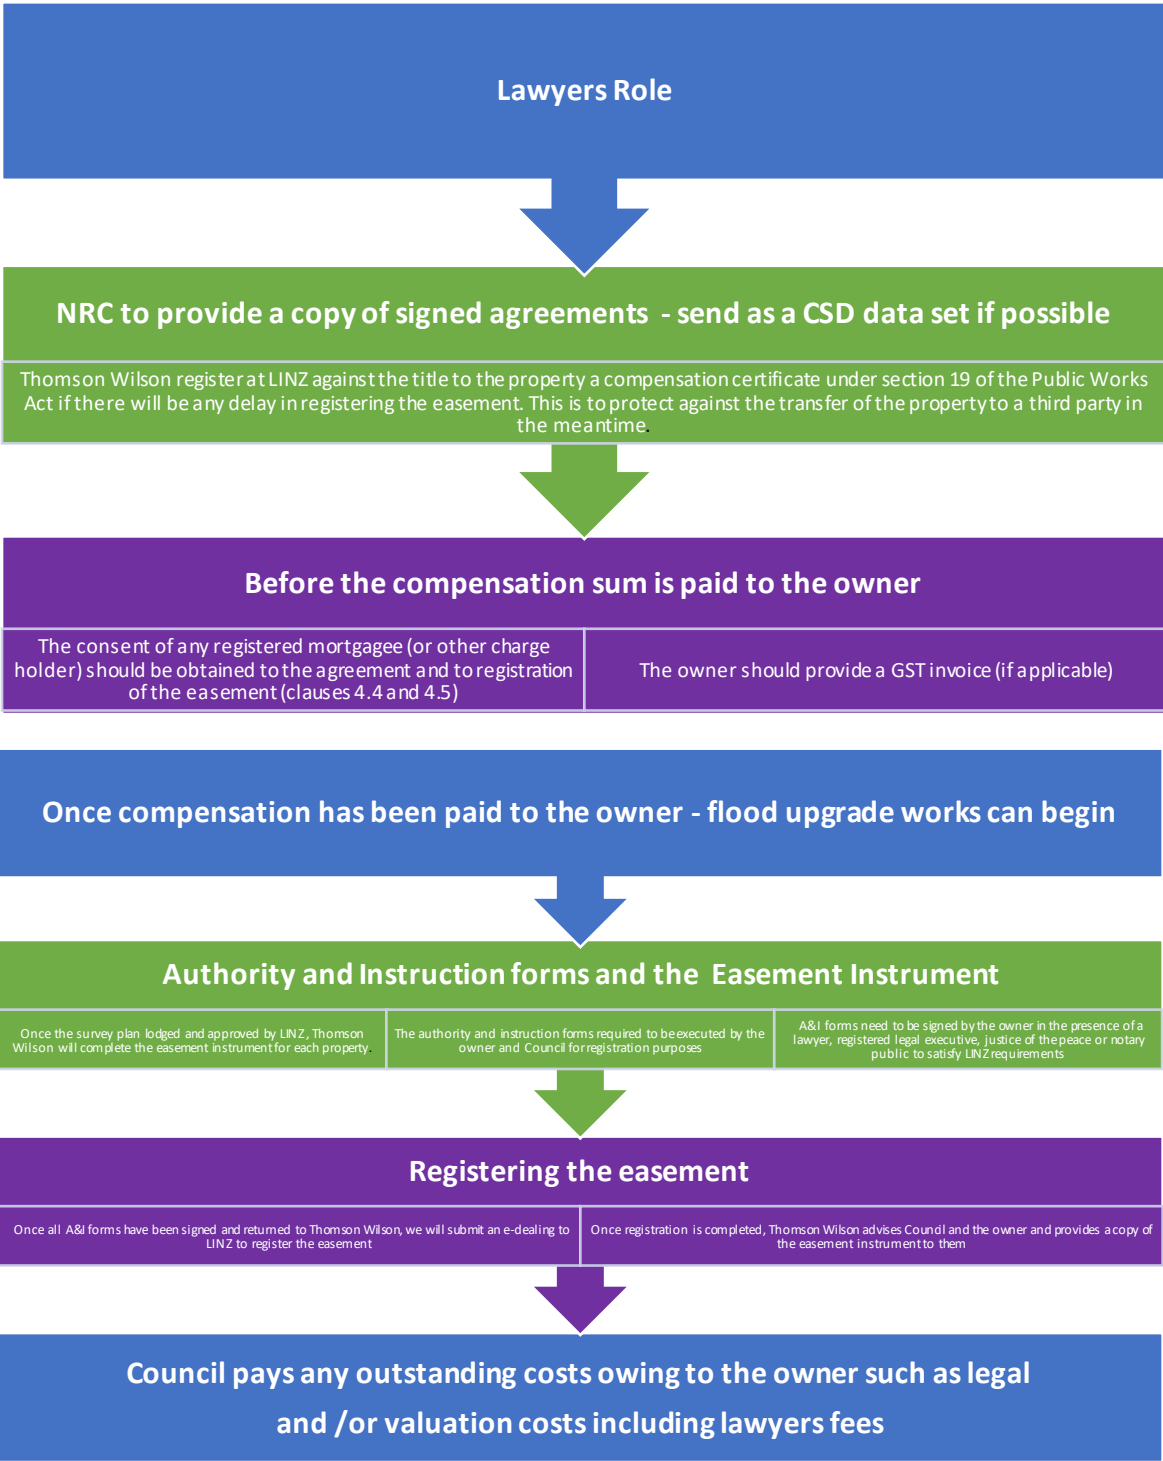 Lawyers Role
NRC to provide a copy of signed agreements - send as a CSD data set if possible
Thomson Wilson register at LINZ against the title to the property a compensation certificate under section 19 of the Public Works
Act if there will be any delay in registering the easement. This is to protect against the transfer of the property to a third party in
the meantime.
Before the compensation sum is paid to the owner
The consent of any registered mortgagee (or other charge
holder) should be obtained to the agreement and to registration
of the easement (clauses 4.4 and 4.5)
The owner should provide a GST invoice (if applicable)
Once compensation has been paid to the owner - flood upgrade works can begin
Authority and Instruction forms and the Easement Instrument
Once the survey plan lodged and approved by LINZ, Thomson
Wilson will complete the easement instrument for each property.
The authority and instruction forms required to be executed by the
owner and Council for registration purposes
A&I forms need to be signed by the owner in the presence of a
lawyer, registered legal executive, justice of the peace or notary
public to satisfy LINZ requirements
Registering the easement
Once all A&I forms have been signed and returned to Thomson Wilson, we will submit an e-dealing to
LINZ to register the easement
Once registration is completed, Thomson Wilson advises Council and the owner and provides a copy of
the easement instrument to them
Council pays any outstanding costs owing to the owner such as legal
and /or valuation costs including lawyers fees